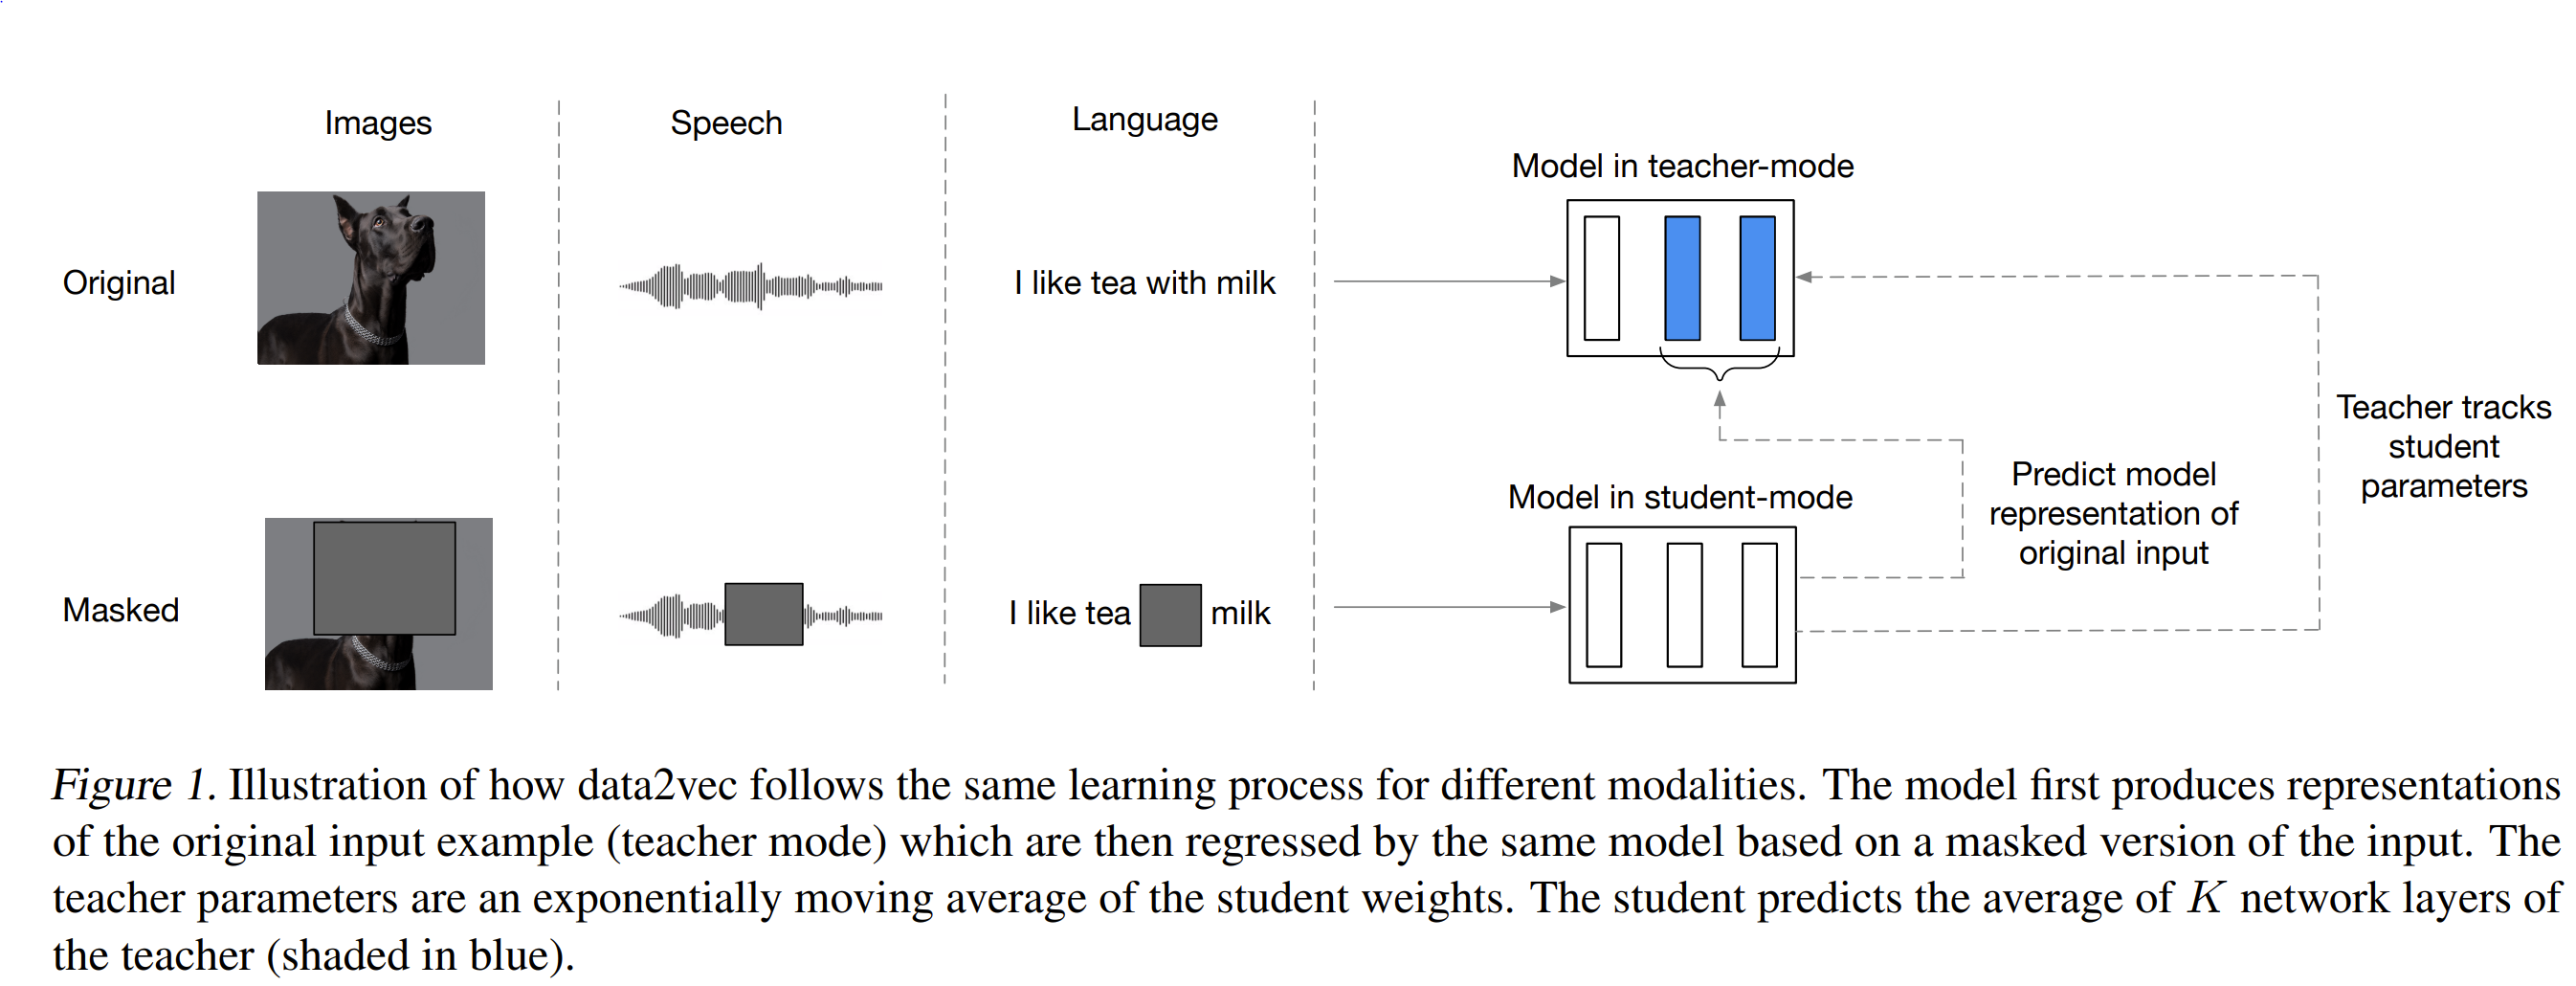 Images
Speech
Language
Model in teacher-mode
Original
I like tea with milk
Teacher tracks
student
parameters
Predict model
representation of
original input
Model in student-mode
Masked
I like tea milk
Figure 1. Illustration of how data2vec follows the same learning process for different modalities. The model first produces representations
of the original input example (teacher mode) which are then regressed by the same model based on a masked version of the input. The
teacher parameters are an exponentially moving average of the student weights. The student predicts the average of K network layers of
the teacher (shaded in blue).